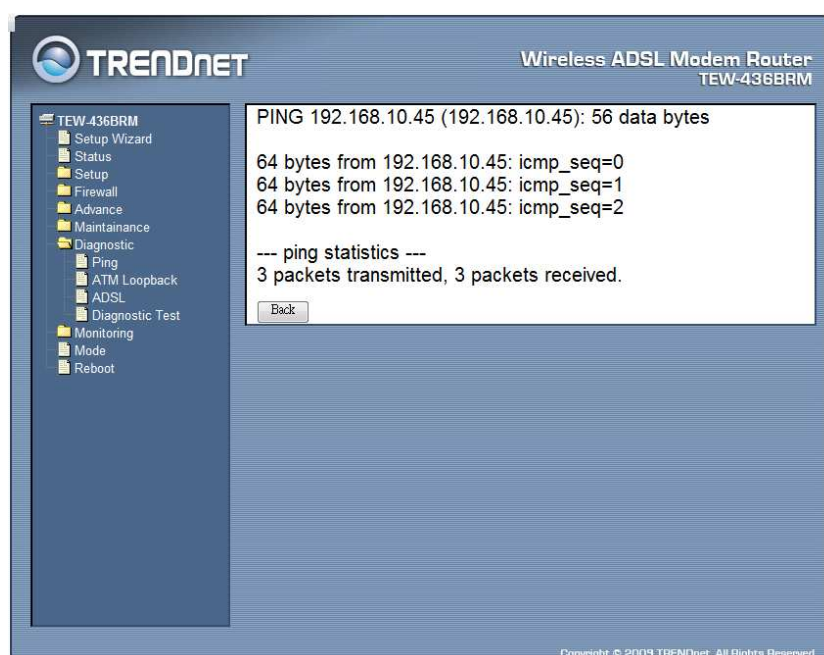 TRENDnet
Wireless ADSL Modem Router
TEW-436BRM
TEW-436BRM
Setup Wizard
Status
Setup
Firewall
Advance
Maintainance
Diagnostic
Ping
ATM Loopback
ADSL
Diagnostic Test
Monitoring
Mode
Reboot
PING 192.168.10.45 (192.168.10.45): 56 data bytes
64 bytes from 192.168.10.45: icmp_seq=0
64 bytes from 192.168.10.45: icmp_seq=1
64 bytes from 192.168.10.45: icmp_seq=2
--- ping statistics ---
3 packets transmitted, 3 packets received.
Back
Copyright © 2009 TRENDnet. All Rights Reserved.